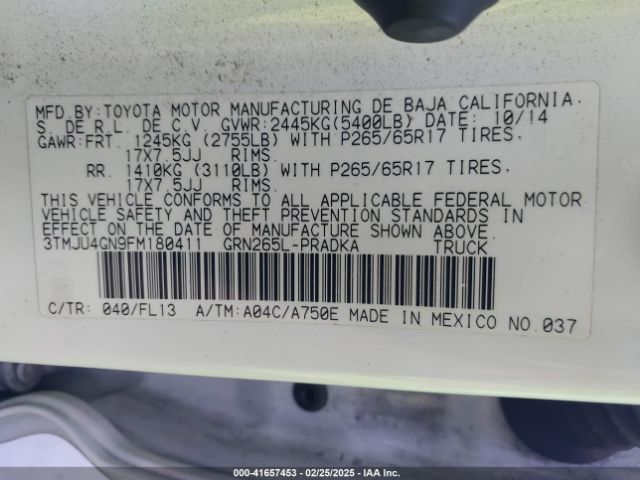 MFD.BY:TOYOTA MOTOR MANUFACTURING DE BAJA CALIFORNIA.
S. DE R.L. DE C.V. GVWR:2445KG(5400LB) DATE: 10/14
GAWR:FRT. 1245KG (2755LB) WITH P265/65R17 TIRES.
17X7.5JJ RIMS.
RR. 1410KG (3110LB) WITH P265/65R17 TIRES.
17X7.5JJ RIMS.
THIS VEHICLE CONFORMS TO ALL APPLICABLE FEDERAL MOTOR
VEHICLE SAFETY AND THEFT PREVENTION STANDARDS IN
EFFECT ON THE DATE OF MANUFACTURE SHOWN ABOVE.
3TMJU4GN9FM180411 GRN265L-PRADKA TRUCK
C/TR: 040/FL13 A/TM:A04C/A750E MADE IN MEXICO NO.037
000-41657453 - 02/25/2025 - IAA Inc.